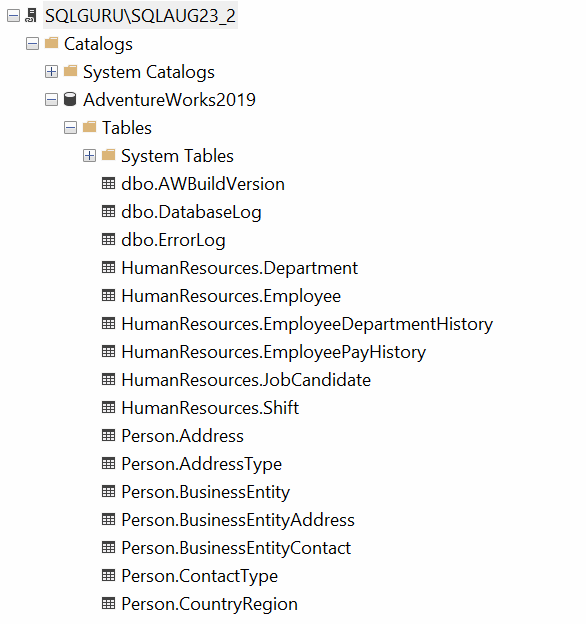 SQLGURU\SQLAUG23_2
Catalogs
System Catalogs
AdventureWorks2019
Tables
System Tables
dbo.AWBuildVersion
dbo.DatabaseLog
dbo.ErrorLog
HumanResources.Department
HumanResources.Employee
HumanResources.EmployeeDepartmentHistory
HumanResources.EmployeePayHistory
HumanResources.JobCandidate
HumanResources.Shift
Person.Address
Person.AddressType
Person.BusinessEntity
Person.BusinessEntityAddress
Person.BusinessEntityContact
Person.ContactType
Person.CountryRegion